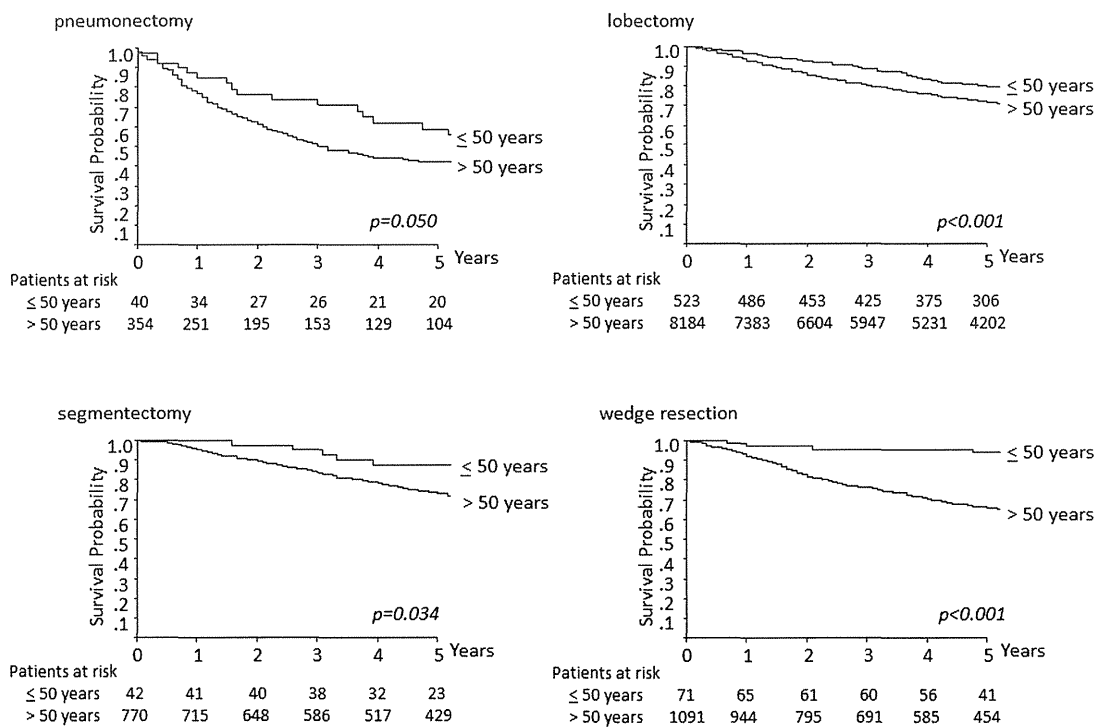 pneumonectomy
1.0
.9
.8
.7
.6
.5
.4
.3
.2
.1
Survival Probability
≤ 50 years
> 50 years
p=0.050
0 1 2 3 4 5 Years
Patients at risk
≤ 50 years 40 34 27 26 21 20
> 50 years 354 251 195 153 129 104
lobectomy
1.0
.9
.8
.7
.6
.5
.4
.3
.2
.1
Survival Probability
≤ 50 years
> 50 years
p<0.001
0 1 2 3 4 5 Years
Patients at risk
≤ 50 years 523 486 453 425 375 306
> 50 years 8184 7383 6604 5947 5231 4202
segmentectomy
1.0
.9
.8
.7
.6
.5
.4
.3
.2
.1
Survival Probability
≤ 50 years
> 50 years
p=0.034
0 1 2 3 4 5 Years
Patients at risk
≤ 50 years 42 41 40 38 32 23
> 50 years 770 715 648 586 517 429
wedge resection
1.0
.9
.8
.7
.6
.5
.4
.3
.2
.1
Survival Probability
≤ 50 years
> 50 years
p<0.001
0 1 2 3 4 5 Years
Patients at risk
≤ 50 years 71 65 61 60 56 41
> 50 years 1091 944 795 691 585 454